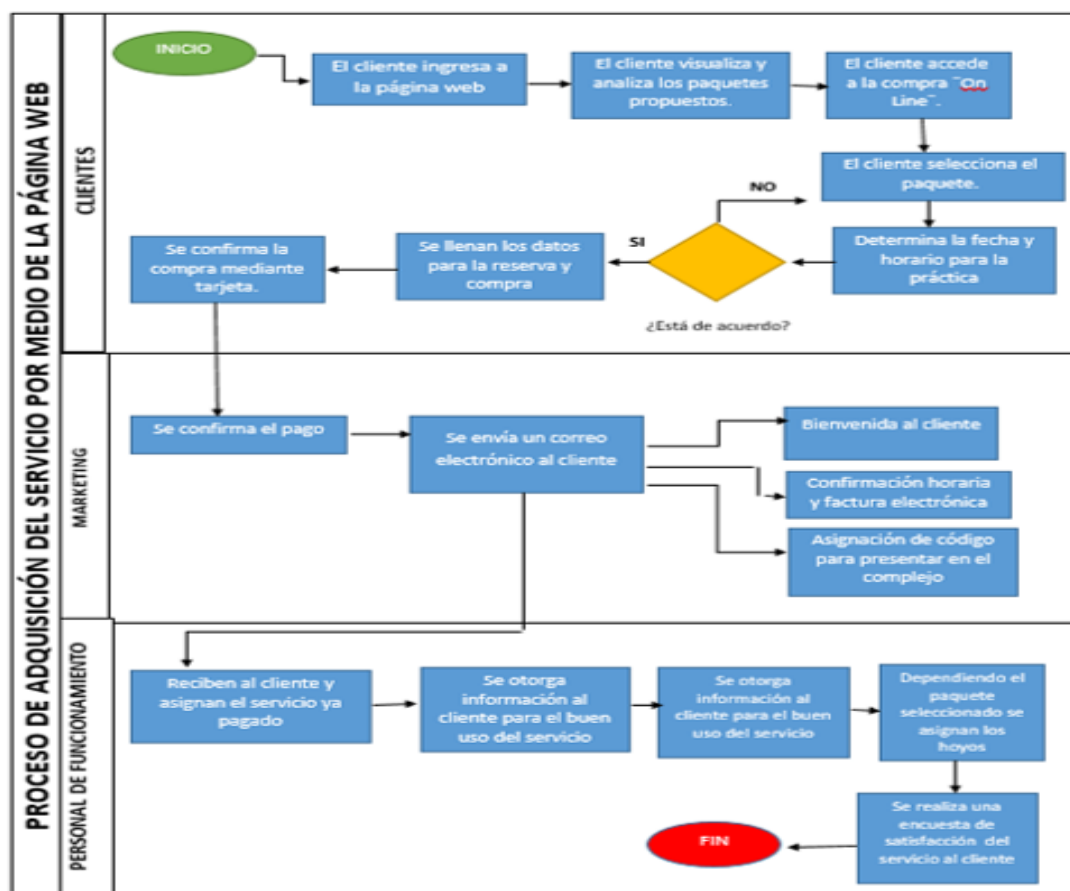 PROCESO DE ADQUISICIÓN DEL SERVICIO POR MEDIO DE LA PÁGINA WEB
CLIENTES
INICIO
El cliente ingresa a
la página web
El cliente visualiza y
analiza los paquetes
propuestos.
El cliente accede
a la compra ¨On
Line¨.
El cliente selecciona el
paquete.
Determina la fecha y
horario para la
práctica
NO
SI
¿Está de acuerdo?
Se llenan los datos
para la reserva y
compra
Se confirma la
compra mediante
tarjeta.
MARKETING
Se confirma el pago
Se envía un correo
electrónico al cliente
Bienvenida al cliente
Confirmación horaria
y factura electrónica
Asignación de código
para presentar en el
complejo
PERSONAL DE FUNCIONAMIENTO
Reciben al cliente y
asignan el servicio ya
pagado
Se otorga
información al
cliente para el buen
uso del servicio
Se otorga
información al
cliente para el buen
uso del servicio
Dependiendo el
paquete
seleccionado se
asignan los
hoyos
Se realiza una
encuesta de
satisfacción del
servicio al cliente
FIN